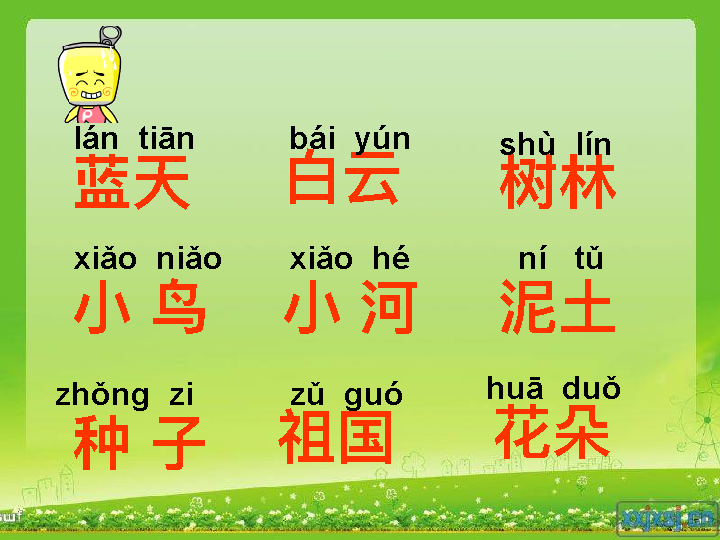 lán tiān bái yún shù lín
蓝天 白云 树林
xiǎo niǎo xiǎo hé ní tǔ
小鸟 小河 泥土
zhǒng zi zǔ guó huā duǒ
种子 祖国 花朵
xxjxsj.cn